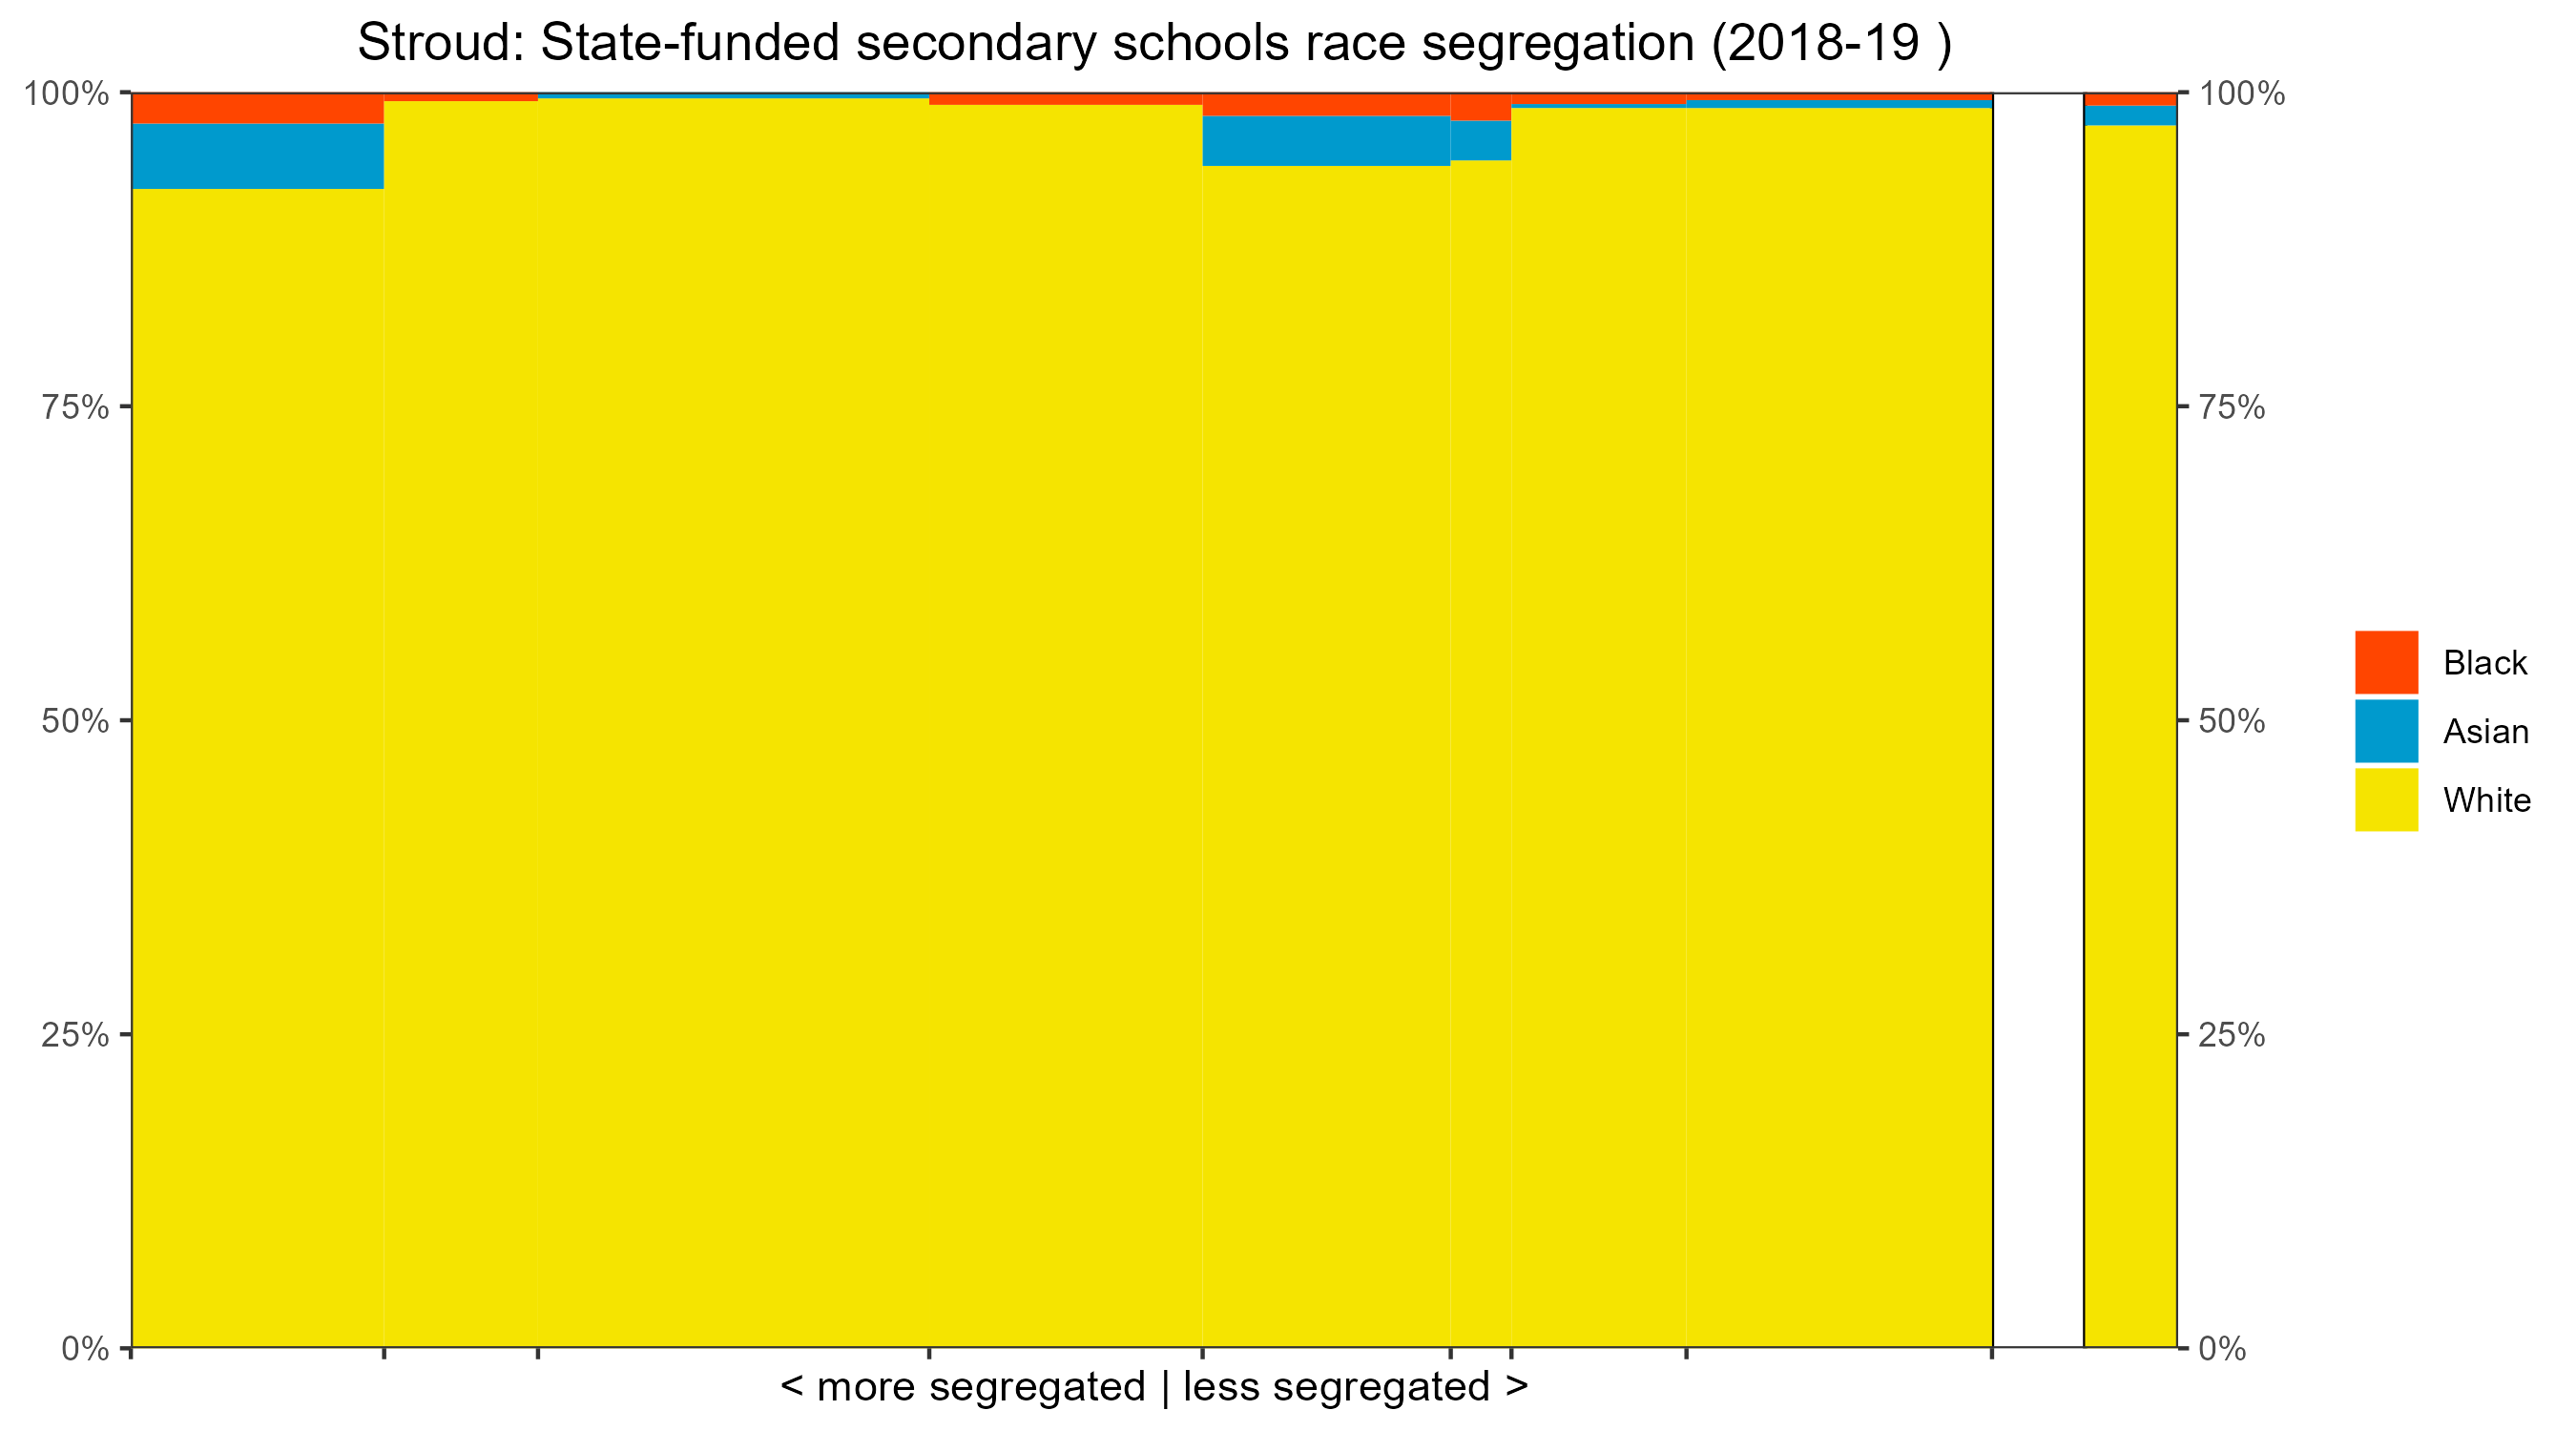 Stroud: State-funded secondary schools race segregation (2018-19 )
100%
75%
50%
25%
0%
100%
75%
50%
25%
0%
Black
Asian
White
< more segregated | less segregated >